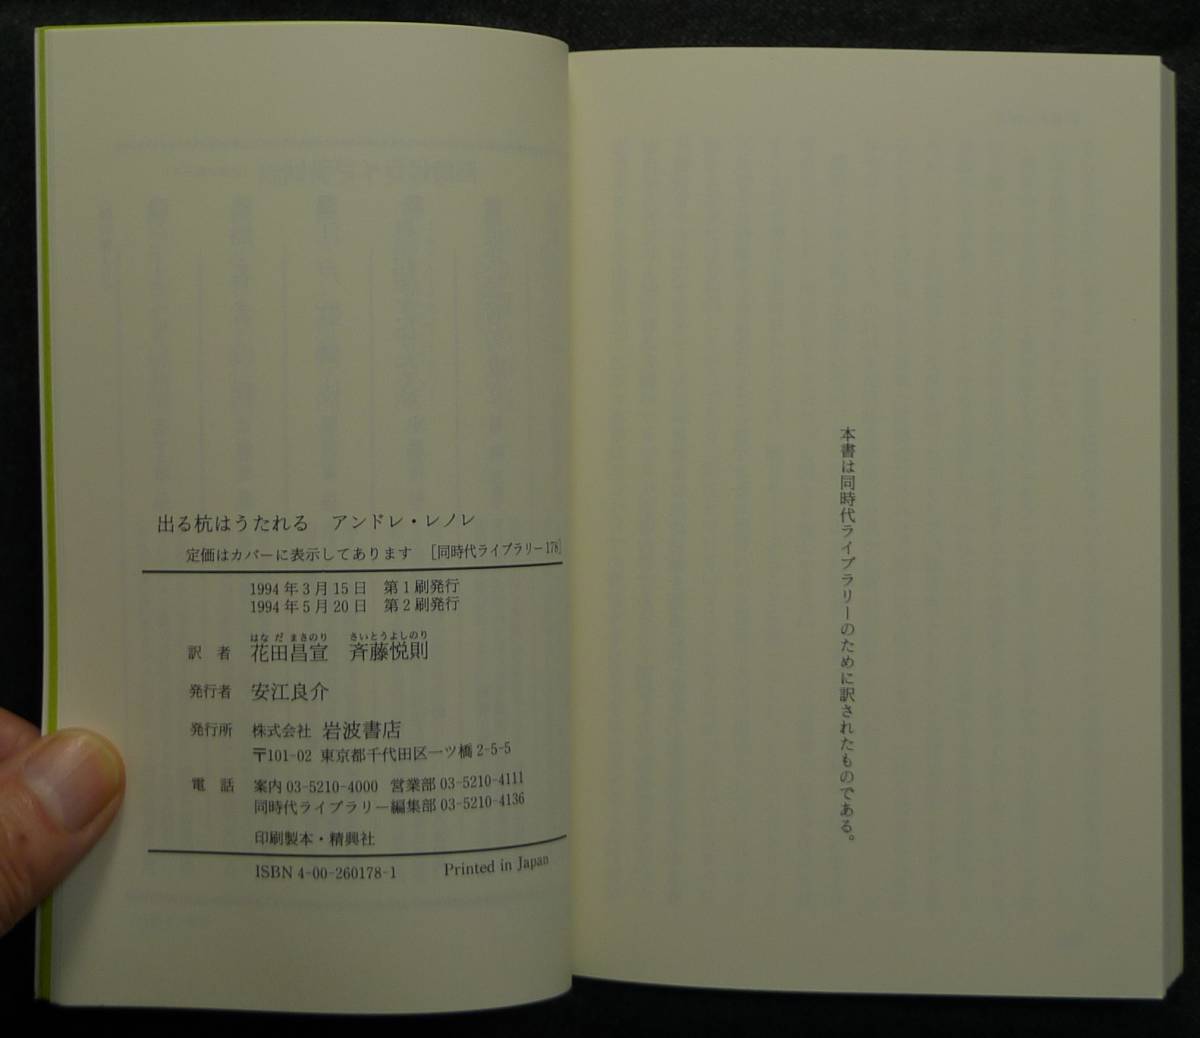 本書は同時代ライブラリーのために訳されたものである。
出る杭はうたれる　アンドレ・レノレ
定価はカバーに表示してあります　[同時代ライブラリー178]
1994年3月15日　第1刷発行
1994年5月20日　第2刷発行
はなだまさのり　さいとうよしのり
訳者　花田昌宣　斉藤悦則
発行者　安江良介
発行所　株式会社 岩波書店
〒101-02 東京都千代田区一ツ橋2-5-5
電話　案内03-5210-4000　営業部03-5210-4111
同時代ライブラリー編集部03-5210-4136
印刷製本・精興社
ISBN4-00-260178-1　Printed in Japan